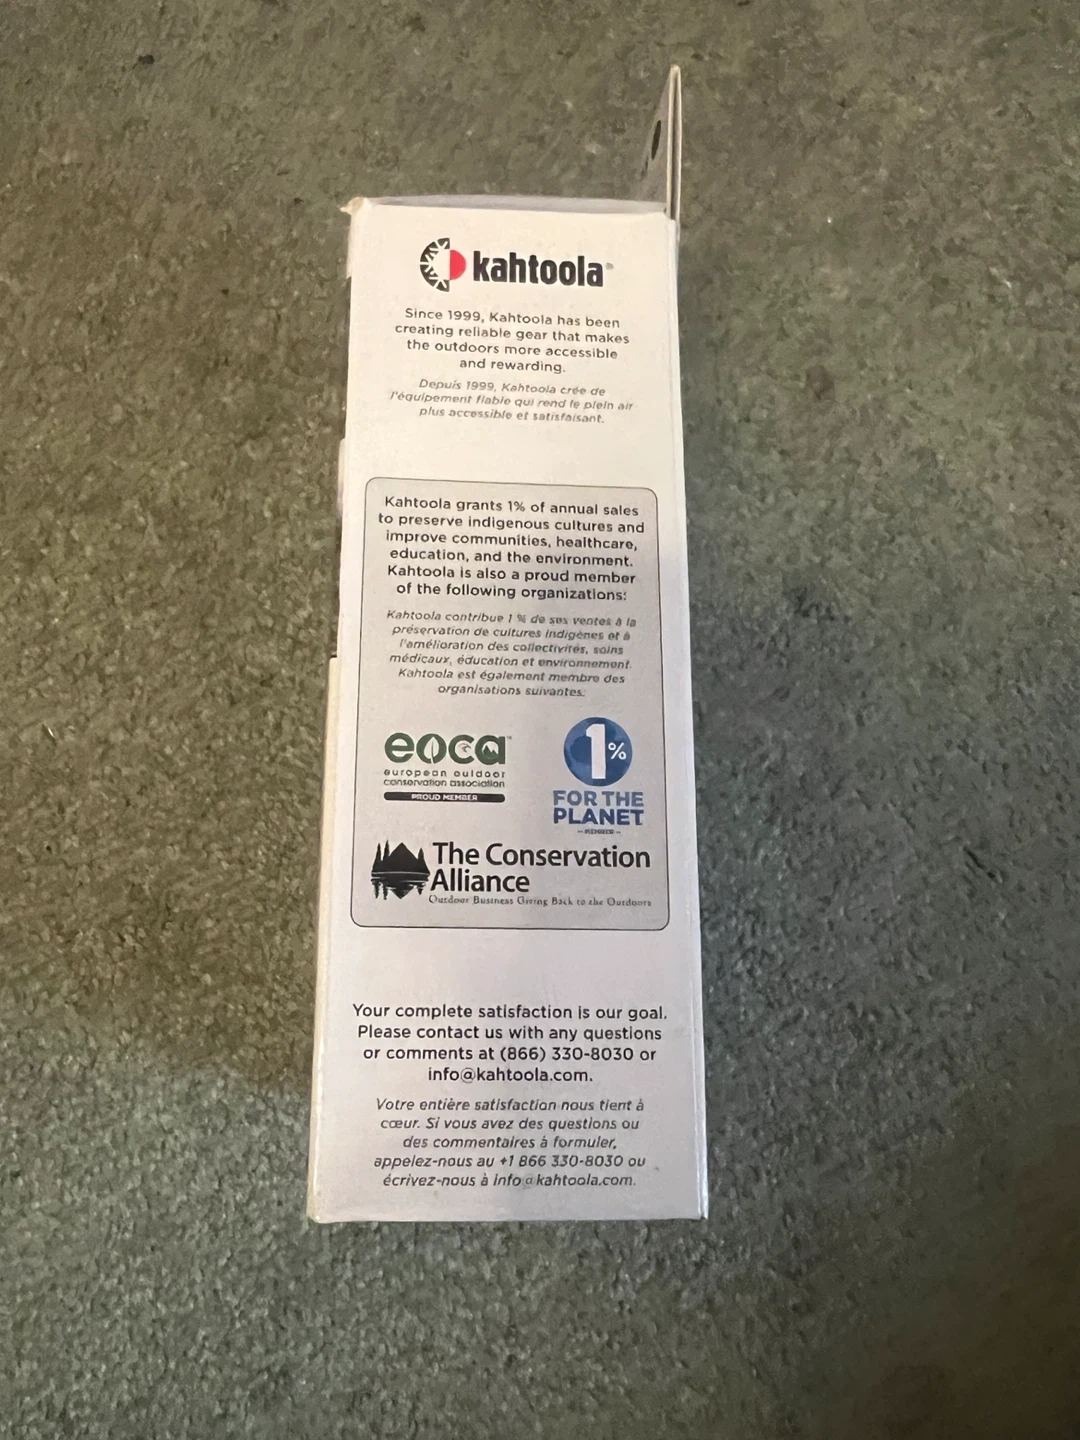 kahtoola®
Since 1999, Kahtoola has been
creating reliable gear that makes
the outdoors more accessible
and rewarding.
Depuis 1999, Kahtoola crée de
l'équipement fiable qui rend le plein air
plus accessible et satisfaisant.
Kahtoola grants 1% of annual sales
to preserve indigenous cultures and
improve communities, healthcare,
education, and the environment.
Kahtoola is also a proud member
of the following organizations:
Kahtoola contribue 1 % de ses ventes à la
préservation de cultures indigènes et à
l'amélioration des collectivités, soins
médicaux, éducation et environnement.
Kahtoola est également membre des
organisations suivantes:
eoca™
european outdoor
conservation association
PROUD MEMBER
1%
FOR THE
PLANET
– MEMBER –
The Conservation
Alliance
Outdoor Business Giving Back to the Outdoors
Your complete satisfaction is our goal.
Please contact us with any questions
or comments at (866) 330-8030 or
info@kahtoola.com.
Votre entière satisfaction nous tient à
cœur. Si vous avez des questions ou
des commentaires à formuler,
appelez-nous au +1 866 330-8030 ou
écrivez-nous à info@kahtoola.com.